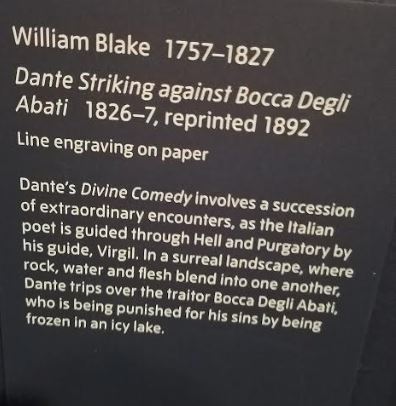 William Blake 1757–1827
Dante Striking against Bocca Degli
Abati 1826–7, reprinted 1892
Line engraving on paper
Dante's Divine Comedy involves a succession
of extraordinary encounters, as the Italian
poet is guided through Hell and Purgatory by
his guide, Virgil. In a surreal landscape, where
rock, water and flesh blend into one another,
Dante trips over the traitor Bocca Degli Abati,
who is being punished for his sins by being
frozen in an icy lake.